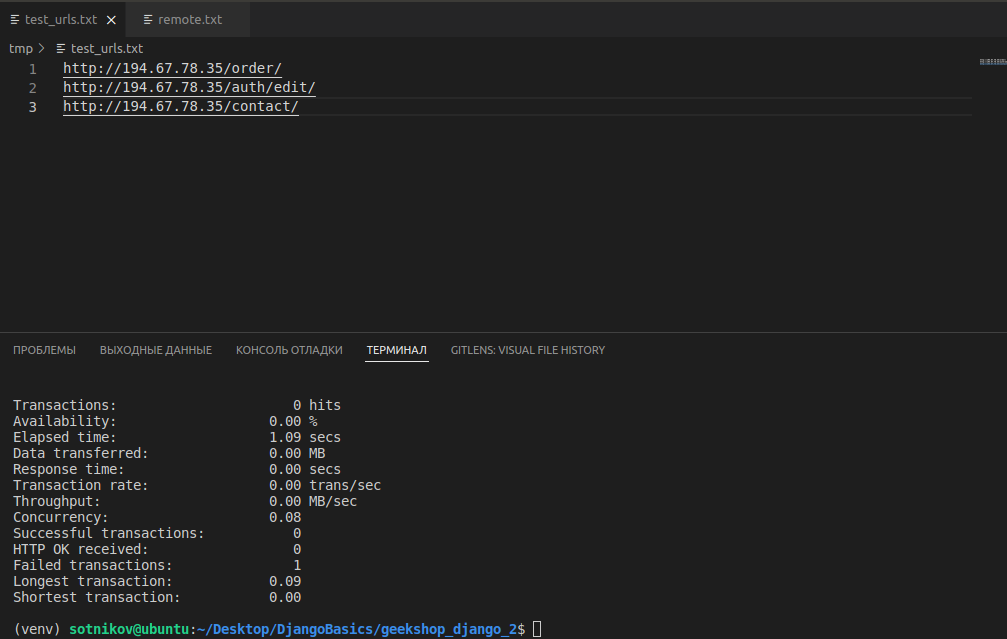 test_urls.txt remote.txt
tmp > test_urls.txt
1 http://194.67.78.35/order/
2 http://194.67.78.35/auth/edit/
3 http://194.67.78.35/contact/
ПРОБЛЕМЫ ВЫХОДНЫЕ ДАННЫЕ КОНСОЛЬ ОТЛАДКИ ТЕРМИНАЛ GITLENS: VISUAL FILE HISTORY
Transactions: 0 hits
Availability: 0.00 %
Elapsed time: 1.09 secs
Data transferred: 0.00 MB
Response time: 0.00 secs
Transaction rate: 0.00 trans/sec
Throughput: 0.00 MB/sec
Concurrency: 0.08
Successful transactions: 0
HTTP OK received: 0
Failed transactions: 1
Longest transaction: 0.09
Shortest transaction: 0.00
(venv) sotnikov@ubuntu:~/Desktop/DjangoBasics/geekshop_django_2$